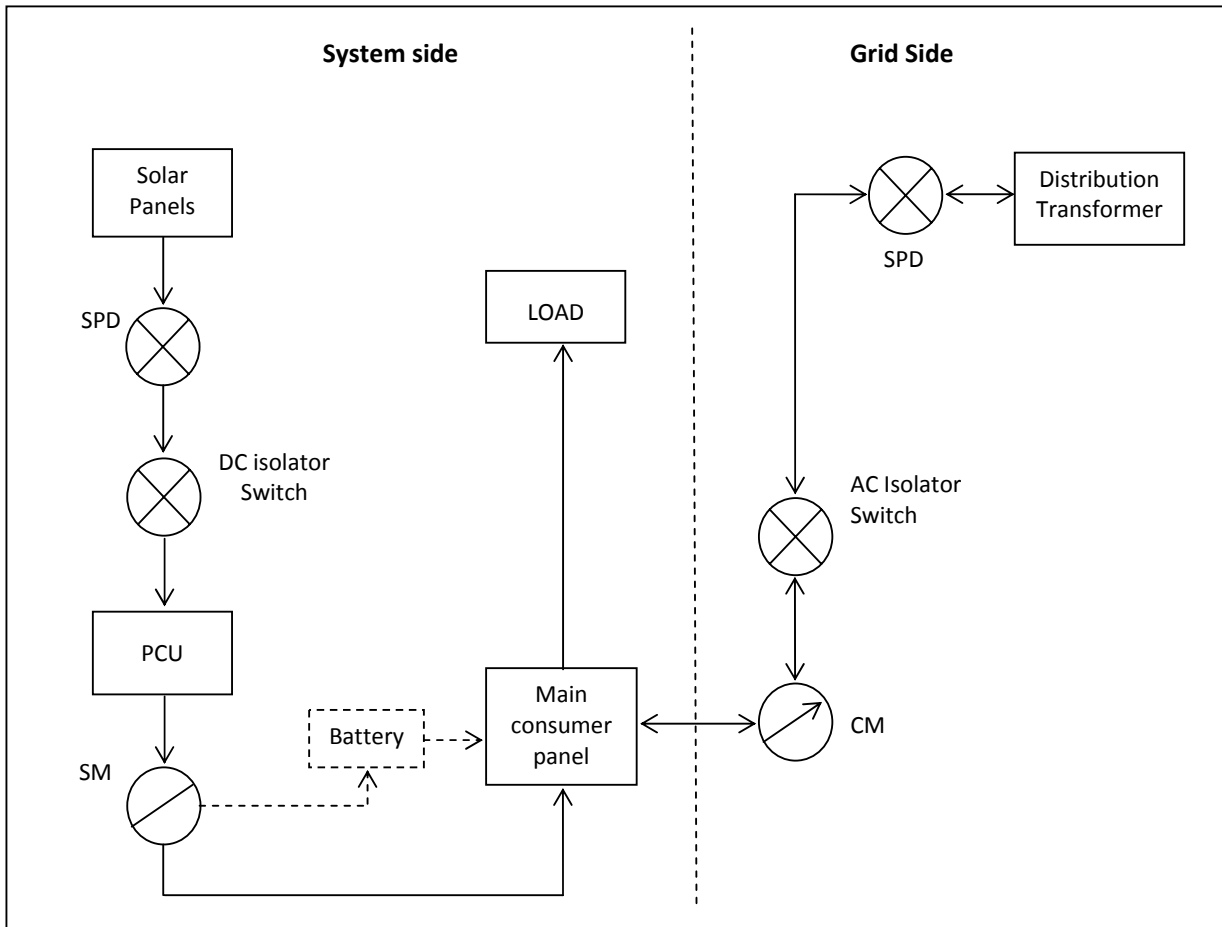 System side
Grid Side
Solar
Panels
SPD
DC isolator
Switch
PCU
SM
Battery
LOAD
Main
consumer
panel
SPD
Distribution
Transformer
AC Isolator
Switch
CM